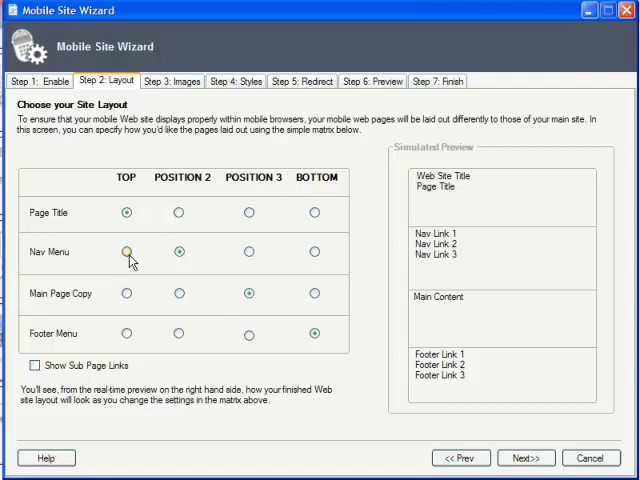 Mobile Site Wizard
Mobile Site Wizard
Step 1: Enable
Step 2: Layout
Step 3: Images
Step 4: Styles
Step 5: Redirect
Step 6: Preview
Step 7: Finish
Choose your Site Layout
To ensure that your mobile Web site displays properly within mobile browsers, your mobile web pages will be laid out differently to those of your main site. In
this screen, you can specify how you'd like the pages laid out using the simple matrix below.
TOP
POSITION 2
POSITION 3
BOTTOM
Page Title
Nav Menu
Main Page Copy
Footer Menu
Show Sub Page Links
You'll see, from the real-time preview on the right hand side, how your finished Web
site layout will look as you change the settings in the matrix above.
Simulated Preview
Web Site Title
Page Title
Nav Link 1
Nav Link 2
Nav Link 3
Main Content
Footer Link 1
Footer Link 2
Footer Link 3
Help
<< Prev
Next>>
Cancel